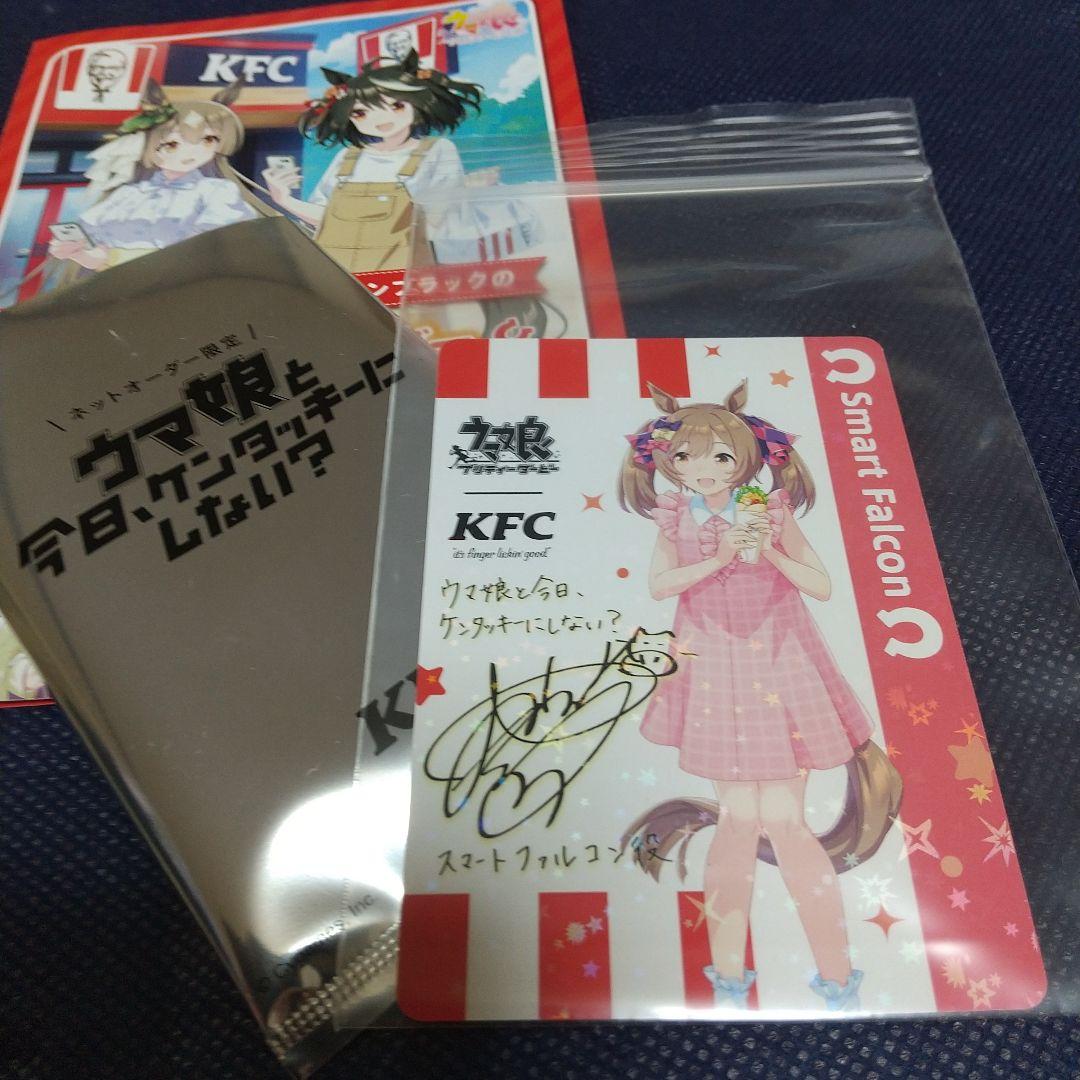 KFC
ンブラックの
\ ネットオーダー限定 /
ウマ娘と
今日、ケンタッキーに
しない?
ウマ娘
プリティーダービー
KFC
"it's finger lickin' good"
ウマ娘と今日、
ケンタッキーにしない?
スマートファルコン役
Smart Falcon